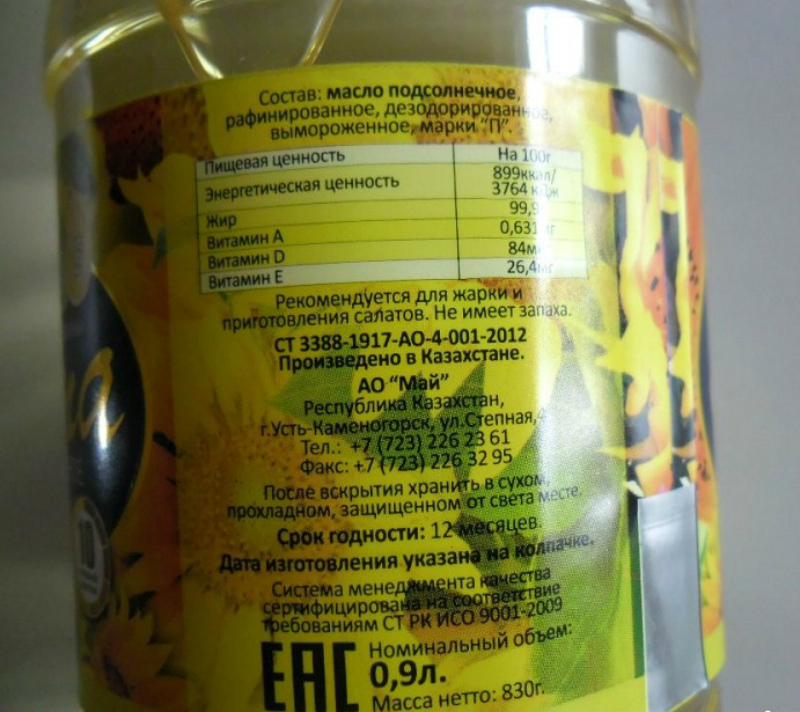 Состав: масло подсолнечное,
рафинированное, дезодорированное,
вымороженное, марки "П".
Пищевая ценность На 100г
Энергетическая ценность 899ккал/
3764 кДж
Жир 99,9
Витамин А 0,631 мг
Витамин D 84м
Витамин Е 26,4мг
Рекомендуется для жарки и
приготовления салатов. Не имеет запаха.
СТ 3388-1917-АО-4-001-2012
Произведено в Казахстане.
АО "Май"
Республика Казахстан,
г.Усть-Каменогорск, ул.Степная,4
Тел.: +7 (723) 226 23 61
Факс: +7 (723) 226 32 95
После вскрытия хранить в сухом,
прохладном, защищенном от света месте.
Срок годности: 12 месяцев.
Дата изготовления указана на колпачке.
Система менеджмента качества
сертифицирована на соответствие
требованиям СТ РК ИСО 9001-2009
ЕАС
Номинальный объем:
0,9л.
Масса нетто: 830г.